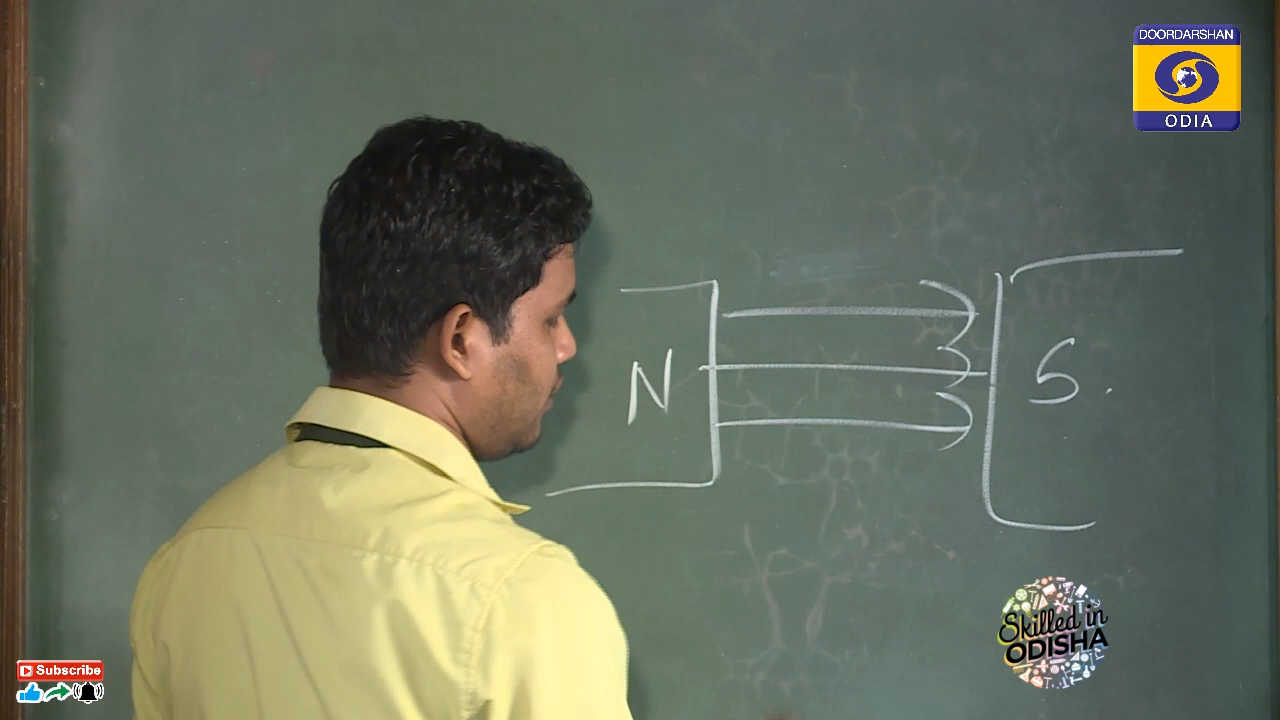 DOORDARSHAN
ODIA
N
S.
Skilled in
ODISHA
Subscribe